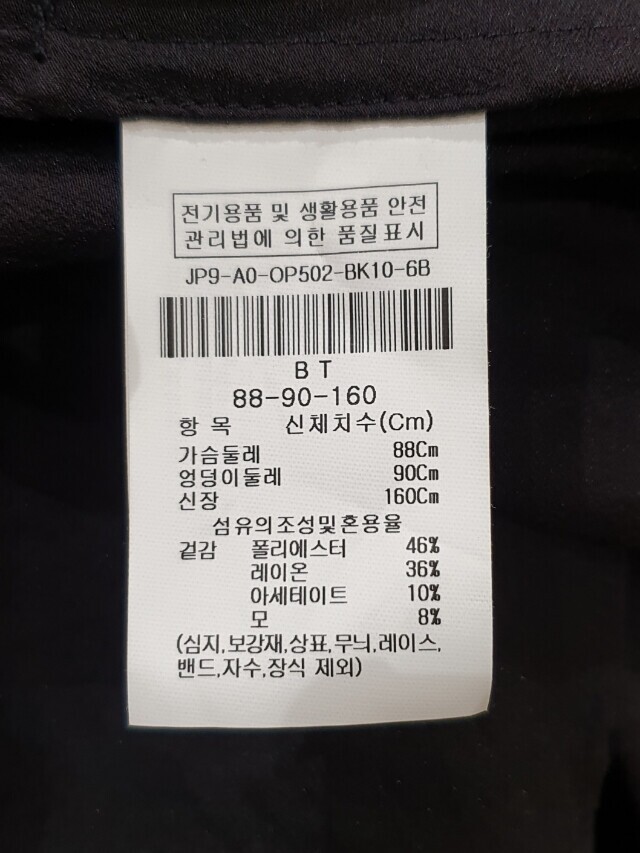 전기용품 및 생활용품 안전
관리법에 의한 품질표시
JP9-A0-OP502-BK10-6B
BT
88-90-160
항 목 신체치수(Cm)
가슴둘레 88Cm
엉덩이둘레 90Cm
신장 160Cm
섬유의조성및혼용율
겉감 폴리에스터 46%
레이온 36%
아세테이트 10%
모 8%
(심지,보강재,상표,무늬,레이스,
밴드,자수,장식 제외)